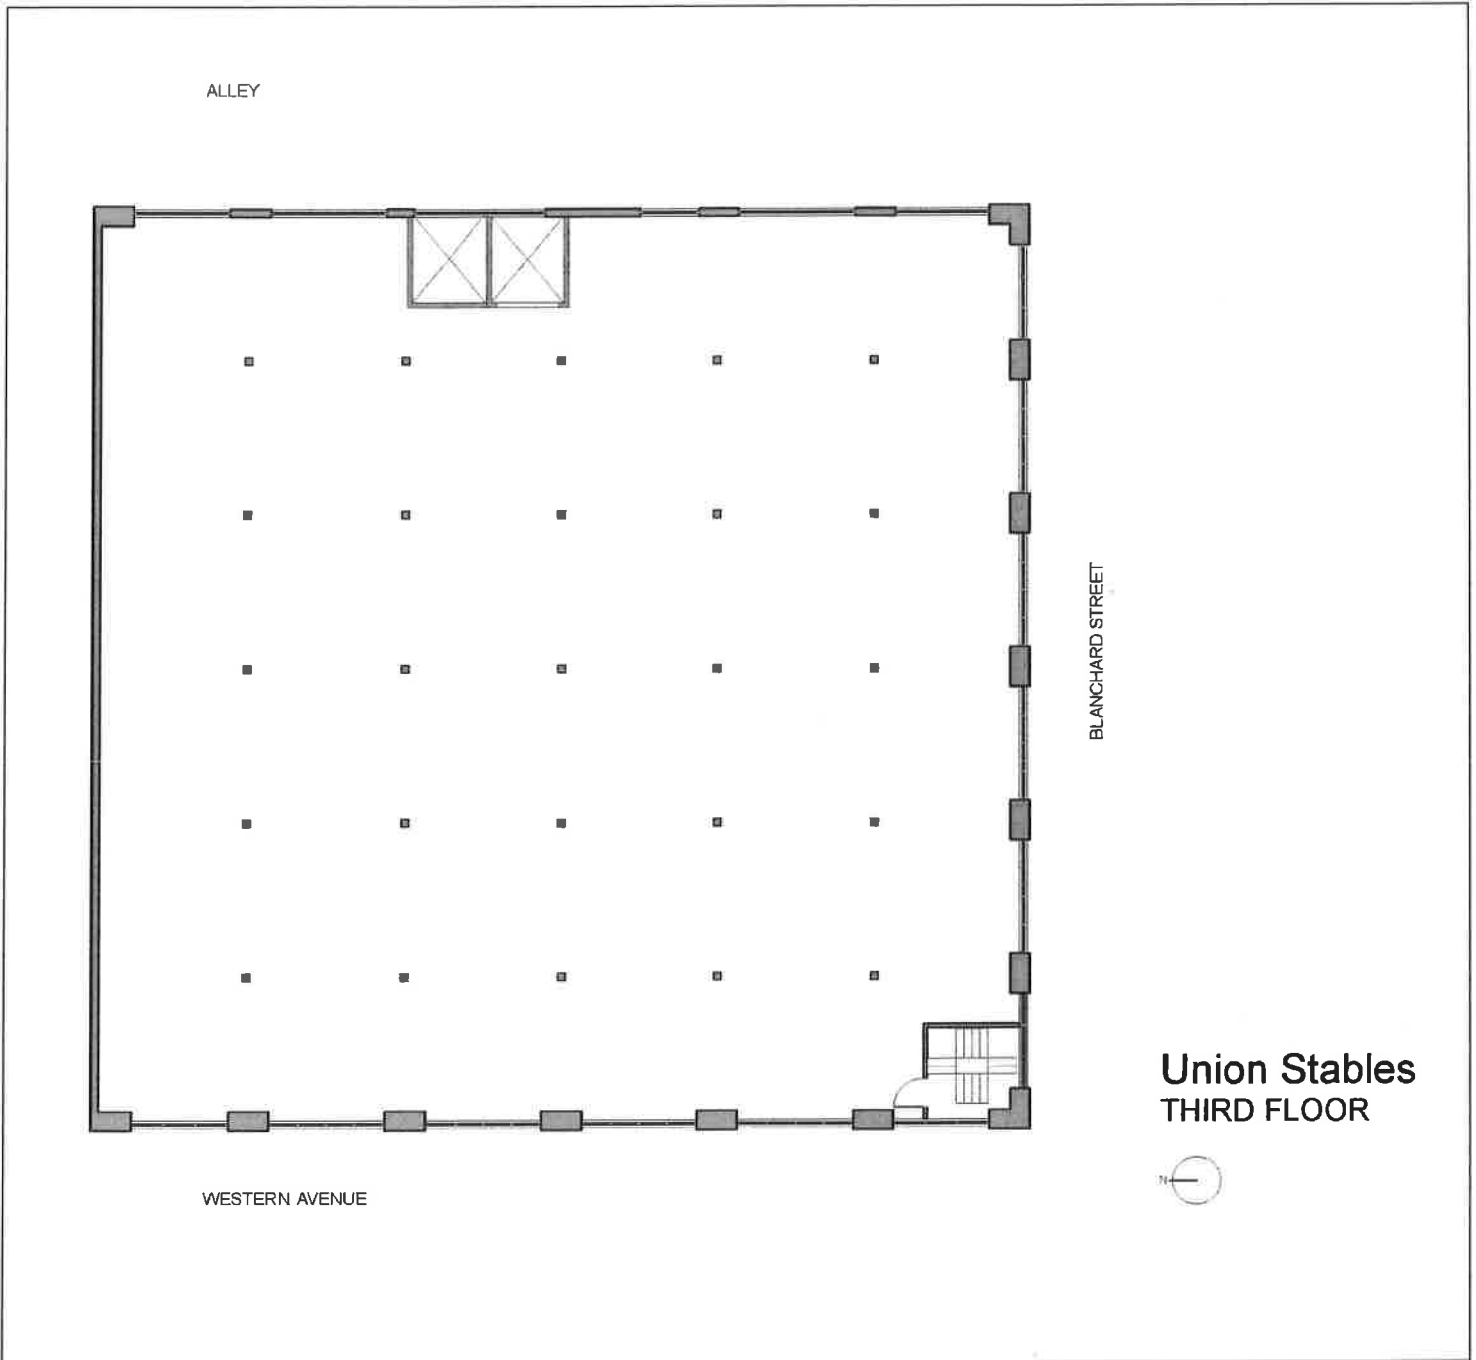 ALLEY
BLANCHARD STREET
Union Stables
THIRD FLOOR
N
WESTERN AVENUE